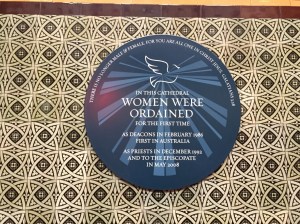 THERE IS NO LONGER MALE OR FEMALE, FOR YOU ARE ALL ONE IN CHRIST JESUS. GALATIANS 3:28
IN THIS CATHEDRAL
WOMEN WERE
ORDAINED
FOR THE FIRST TIME:
AS DEACONS IN FEBRUARY 1986
FIRST IN AUSTRALIA
AS PRIESTS IN DECEMBER 1992
AND TO THE EPISCOPATE
IN MAY 2008